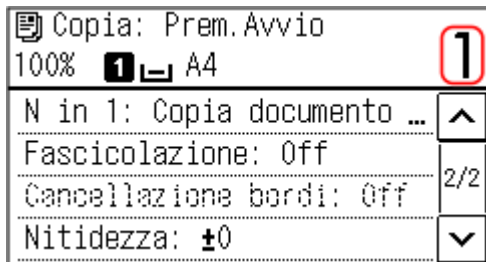 Copia: Prem.Avvio
100% 1 A4
1
N in 1: Copia documento …
Fascicolazione: Off
Cancellazione bordi: Off
2/2
Nitidezza: ±0